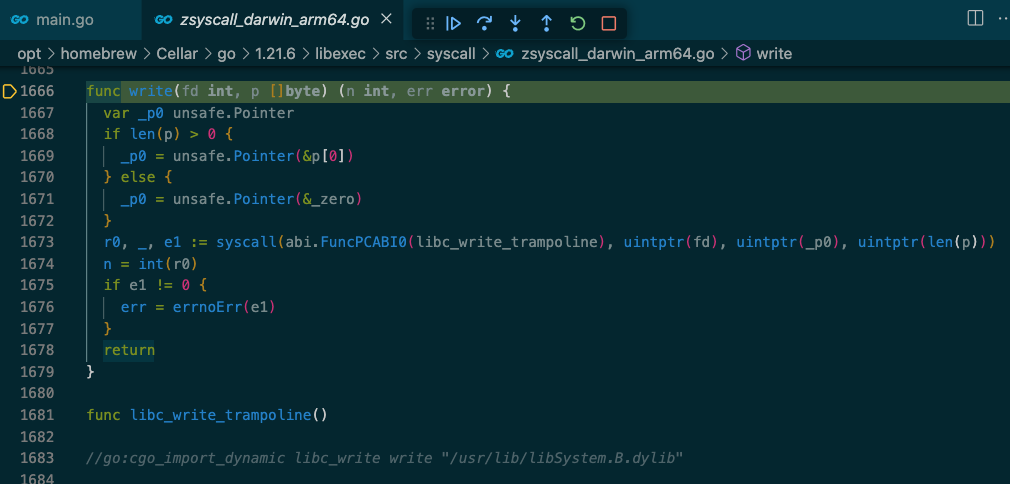 GO main.go GO zsyscall_darwin_arm64.go
opt > homebrew > Cellar > go > 1.21.6 > libexec > src > syscall > GO zsyscall_darwin_arm64.go > write
1665
1666 func write(fd int, p []byte) (n int, err error) {
1667 var _p0 unsafe.Pointer
1668 if len(p) > 0 {
1669 _p0 = unsafe.Pointer(&p[0])
1670 } else {
1671 _p0 = unsafe.Pointer(&_zero)
1672 }
1673 r0, _, e1 := syscall(abi.FuncPCABI0(libc_write_trampoline), uintptr(fd), uintptr(_p0), uintptr(len(p)))
1674 n = int(r0)
1675 if e1 != 0 {
1676 err = errnoErr(e1)
1677 }
1678 return
1679 }
1680
1681 func libc_write_trampoline()
1682
1683 //go:cgo_import_dynamic libc_write write "/usr/lib/libSystem.B.dylib"
1684